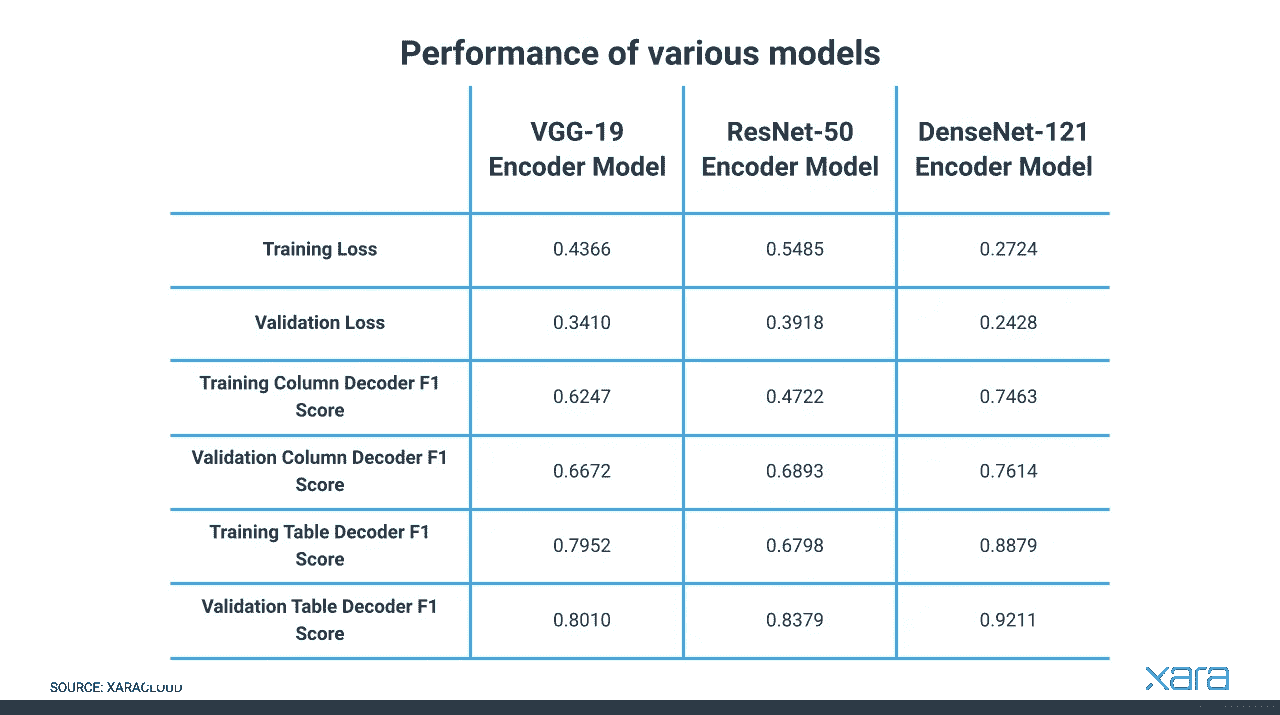 Performance of various models
VGG-19
Encoder Model
ResNet-50
Encoder Model
DenseNet-121
Encoder Model
Training Loss
0.4366
0.5485
0.2724
Validation Loss
0.3410
0.3918
0.2428
Training Column Decoder F1
Score
0.6247
0.4722
0.7463
Validation Column Decoder F1
Score
0.6672
0.6893
0.7614
Training Table Decoder F1
Score
0.7952
0.6798
0.8879
Validation Table Decoder F1
Score
0.8010
0.8379
0.9211
SOURCE: XARACLOUD
xara